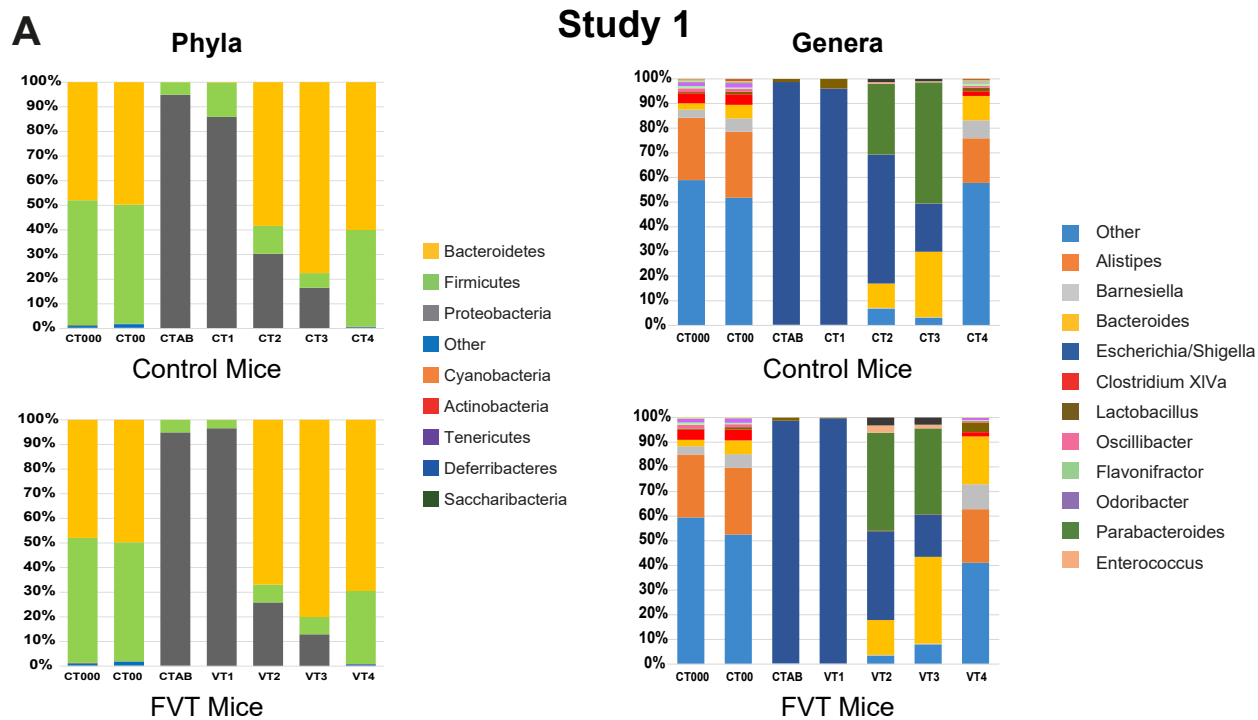 A
Study 1
Phyla
100%
90%
80%
70%
60%
50%
40%
30%
20%
10%
0%
CT000 CT00 CTAB CT1 CT2 CT3 CT4
Control Mice
100%
90%
80%
70%
60%
50%
40%
30%
20%
10%
0%
CT000 CT00 CTAB VT1 VT2 VT3 VT4
FVT Mice
Bacteroidetes
Firmicutes
Proteobacteria
Other
Cyanobacteria
Actinobacteria
Tenericutes
Deferribacteres
Saccharibacteria
Genera
100%
90%
80%
70%
60%
50%
40%
30%
20%
10%
0%
CT000 CT00 CTAB CT1 CT2 CT3 CT4
Control Mice
100%
90%
80%
70%
60%
50%
40%
30%
20%
10%
0%
CT000 CT00 CTAB VT1 VT2 VT3 VT4
FVT Mice
Other
Alistipes
Barnesiella
Bacteroides
Escherichia/Shigella
Clostridium XIVa
Lactobacillus
Oscillibacter
Flavonifractor
Odoribacter
Parabacteroides
Enterococcus